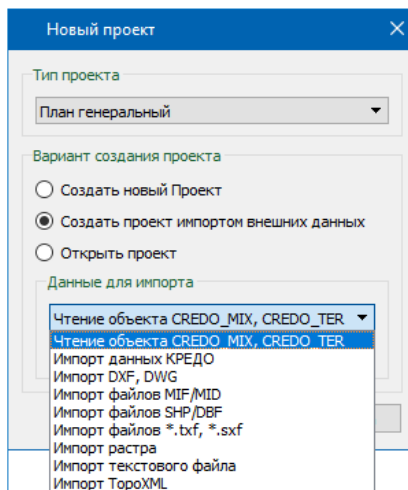 Новый проект
Тип проекта
План генеральный
Вариант создания проекта
Создать новый Проект
Создать проект импортом внешних данных
Открыть проект
Данные для импорта
Чтение объекта CREDO_MIX, CREDO_TER
Чтение объекта CREDO_MIX, CREDO_TER
Импорт данных КРЕДО
Импорт DXF, DWG
Импорт файлов MIF/MID
Импорт файлов SHP/DBF
Импорт файлов *.txf, *.sxf
Импорт растра
Импорт текстового файла
Импорт TopoXML